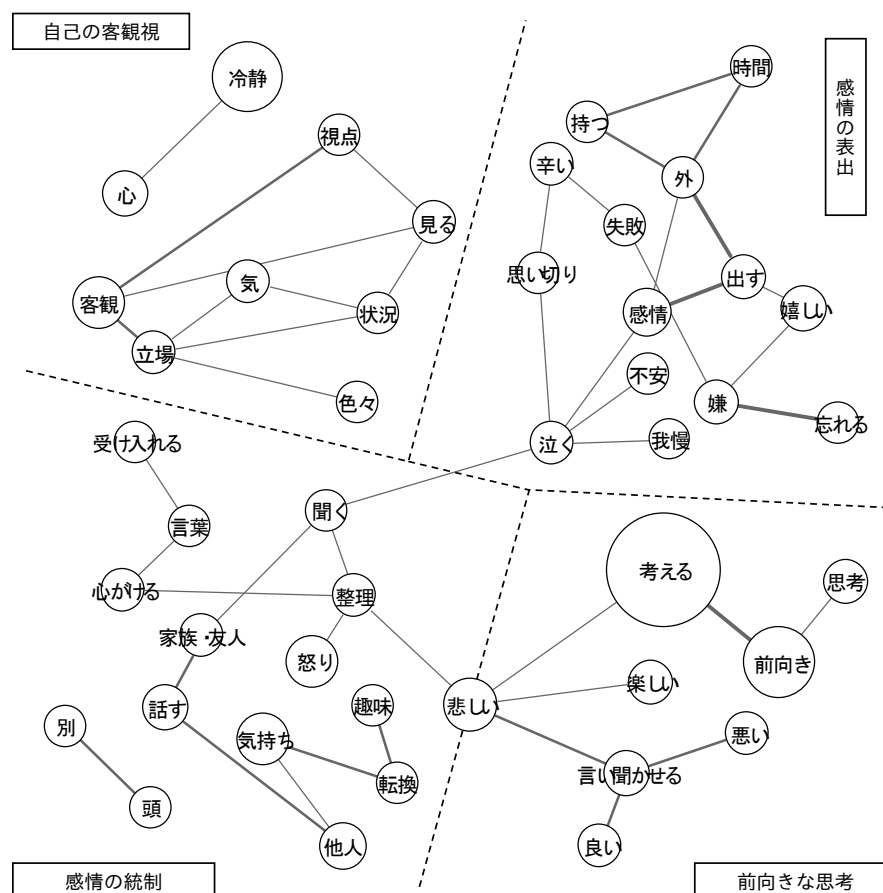 自己の客観視
冷静
心
視点
見る
気
客観
状況
立場
色々
感情の表出
時間
持つ
外
辛い
失敗
思い切り
出す
感情
嬉しい
不安
嫌
忘れる
我慢
泣く
受け入れる
言葉
心がける
聞く
整理
家族・友人
怒り
話す
別
頭
趣味
気持ち
転換
他人
感情の統制
考える
思考
前向き
悲しい
楽しい
悪い
言い聞かせる
良い
前向きな思考